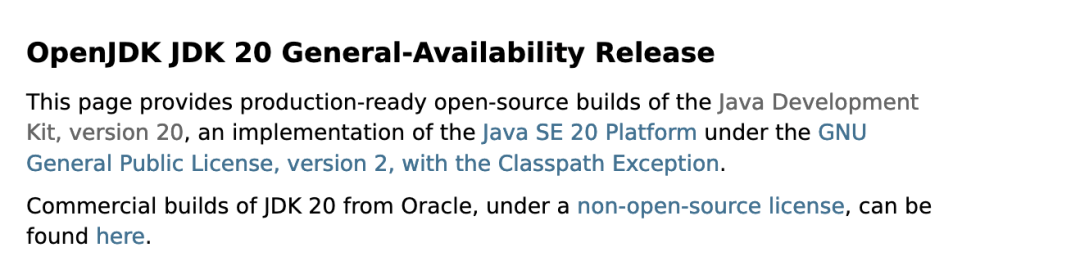 OpenJDK JDK 20 General-Availability Release
This page provides production-ready open-source builds of the Java Development
Kit, version 20, an implementation of the Java SE 20 Platform under the GNU
General Public License, version 2, with the Classpath Exception.
Commercial builds of JDK 20 from Oracle, under a non-open-source license, can be
found here.